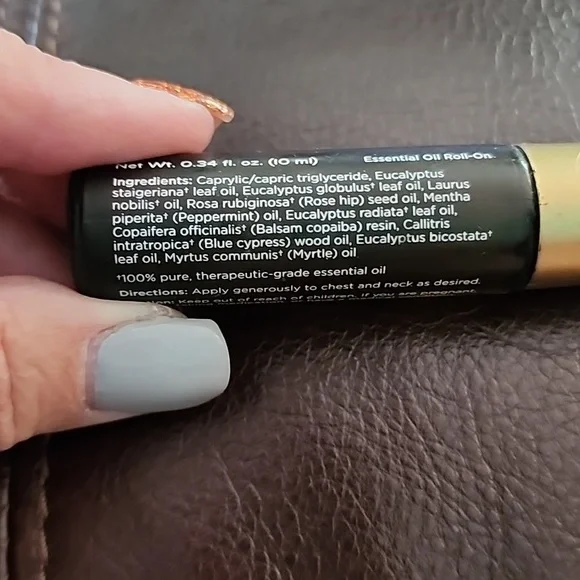 Net Wt. 0.34 fl. oz. (10 ml)
Essential Oil Roll-On
Ingredients: Caprylic/capric triglyceride, Eucalyptus
staigeriana† leaf oil, Eucalyptus globulus† leaf oil, Laurus
nobilis† oil, Rosa rubiginosa† (Rose hip) seed oil, Mentha
piperita† (Peppermint) oil, Eucalyptus radiata† leaf oil,
Copaifera officinalis† (Balsam copaiba) resin, Callitris
intratropica† (Blue cypress) wood oil, Eucalyptus bicostata†
leaf oil, Myrtus communis† (Myrtle) oil
†100% pure, therapeutic-grade essential oil
Directions: Apply generously to chest and neck as desired.
Keep out of reach of children. If you are pregnant,